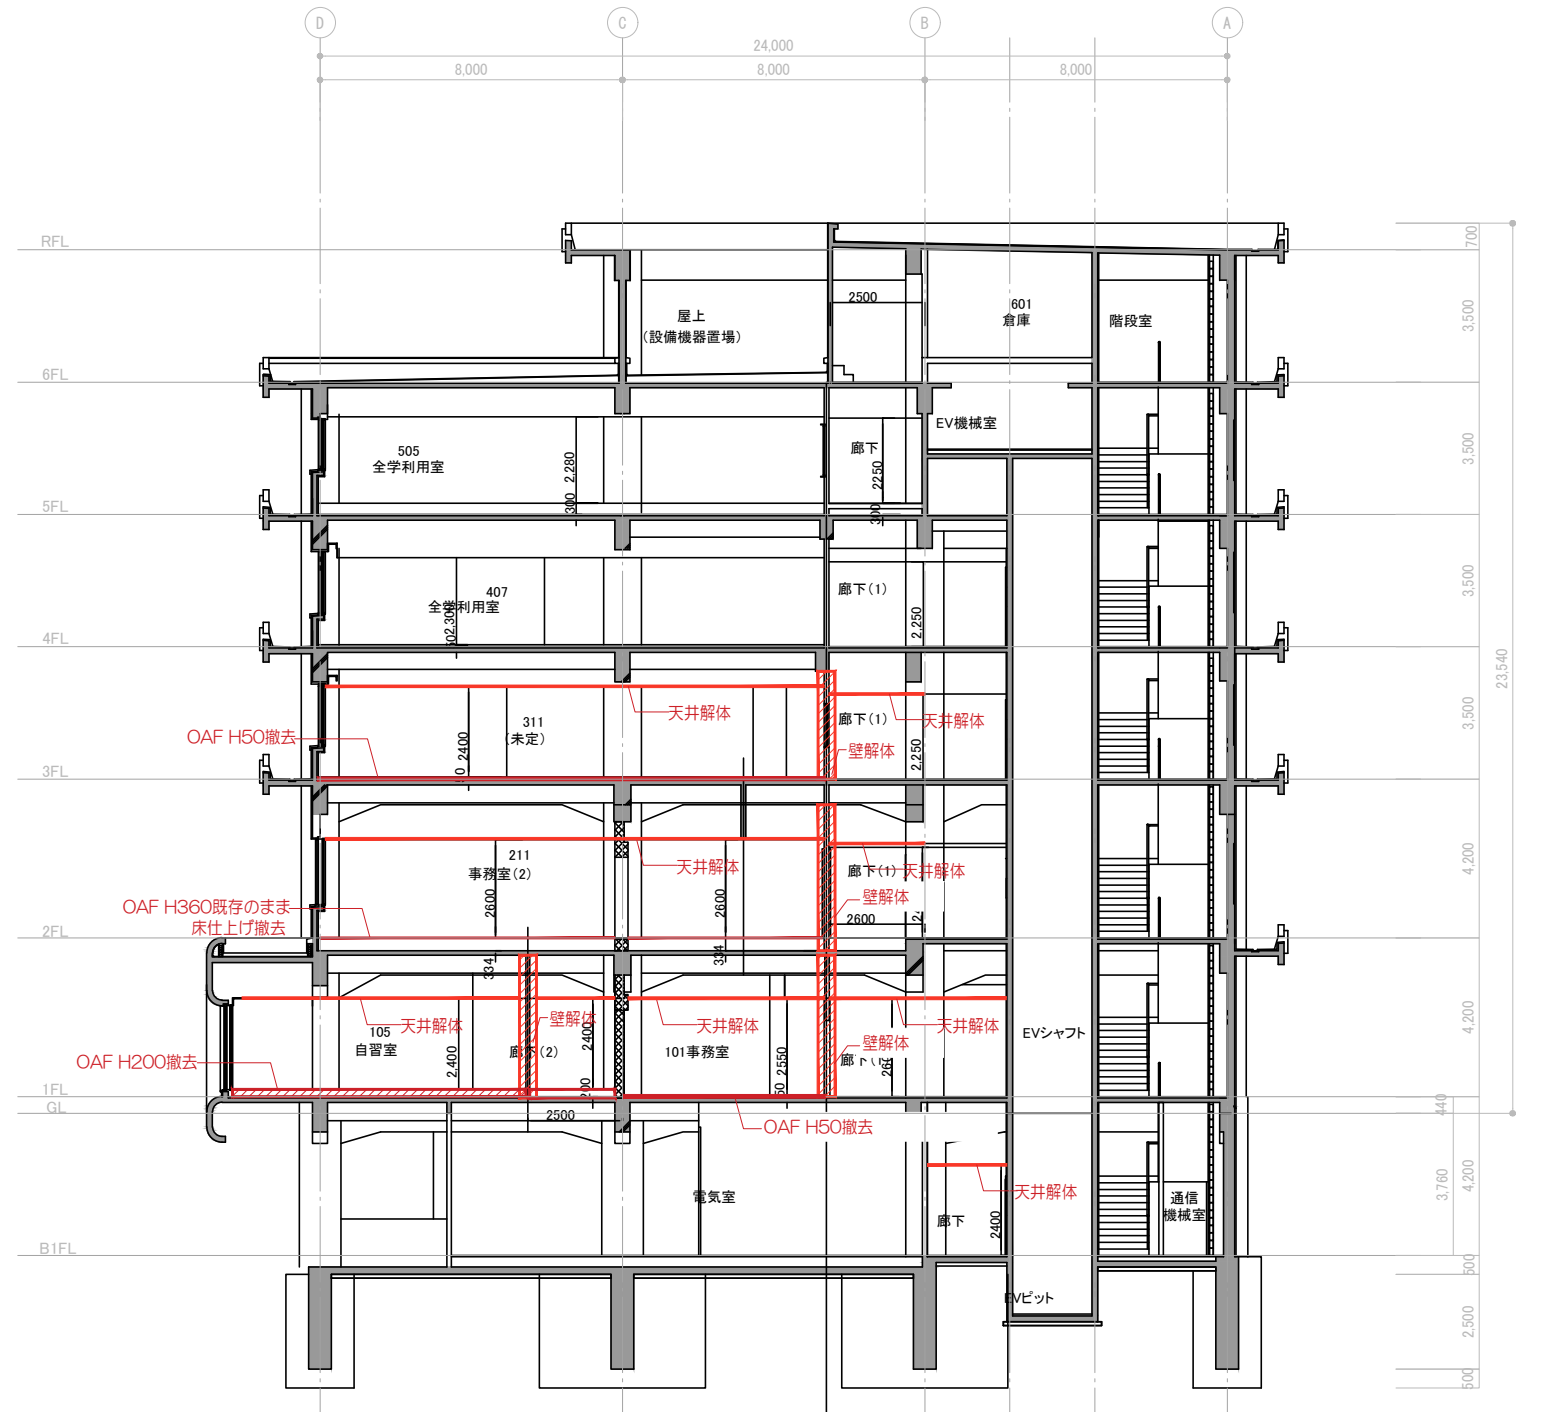 D
C
B
A
24,000
8,000
8,000
8,000
RFL
700
屋上
(設備機器置場)
2500
601
倉庫
階段室
3,500
6FL
505
全学利用室
2,280
300
廊下
2250
300
EV機械室
3,500
5FL
407
全学利用室
廊下(1)
2,250
3,500
4FL
23,540
天井解体
311
(未定)
2400
廊下(1)
天井解体
OAF H50撤去
壁解体
2,250
3,500
3FL
211
事務室(2)
2600
天井解体
2600
廊下(1)
天井解体
壁解体
2600
4,200
OAF H360既存のまま
床仕上げ撤去
2FL
334
334
105
自習室
天井解体
2,400
壁解体
廊下(2)
2400
天井解体
101事務室
2,550
天井解体
壁解体
EVシャフト
4,200
OAF H200撤去
1FL
GL
2500
OAF H50撤去
440
電気室
天井解体
廊下
2400
通信
機械室
3,760
4,200
B1FL
500
EVピット
2,500
500